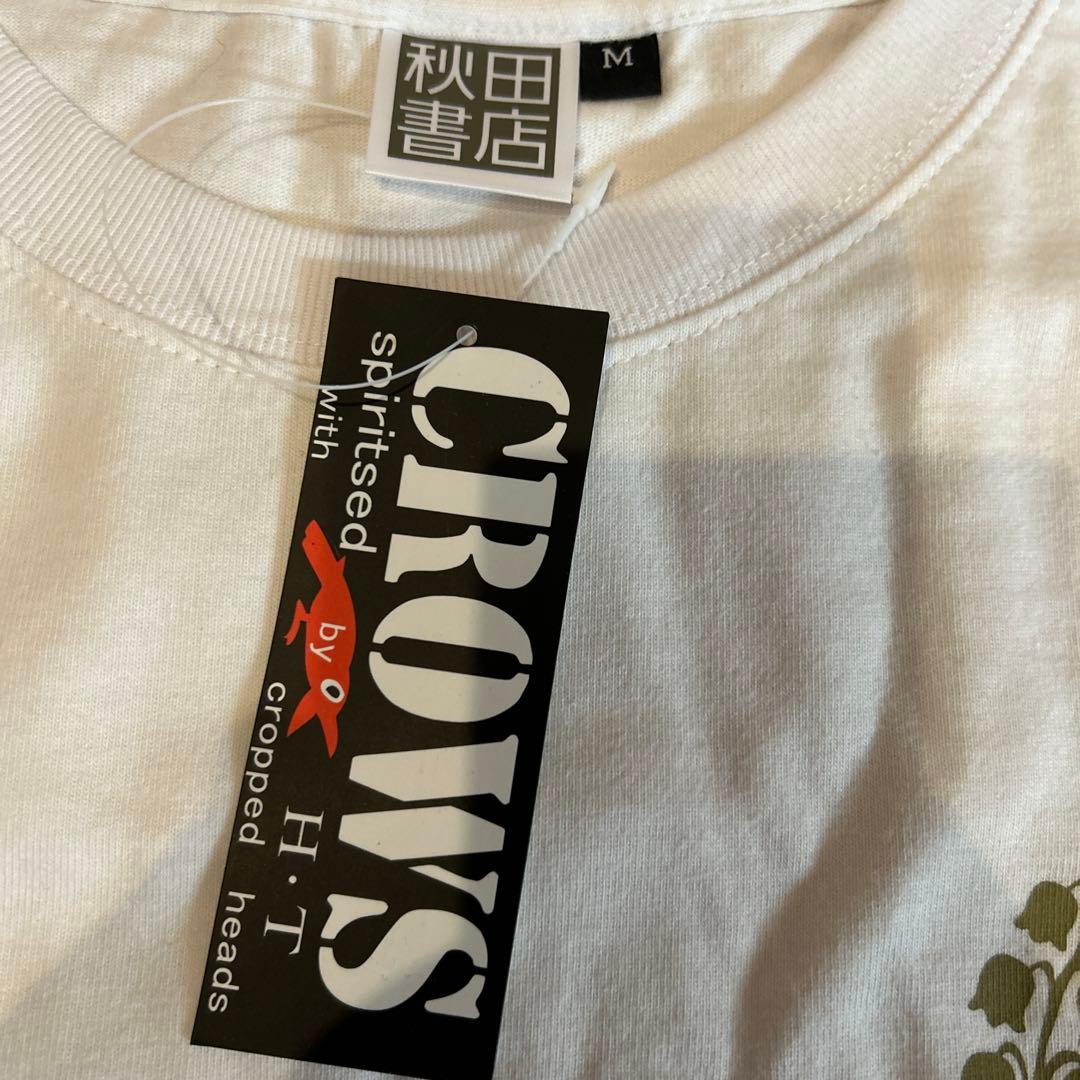 秋田
書店
M
CROWS
spiritsed
with
by
H・T
cropped heads